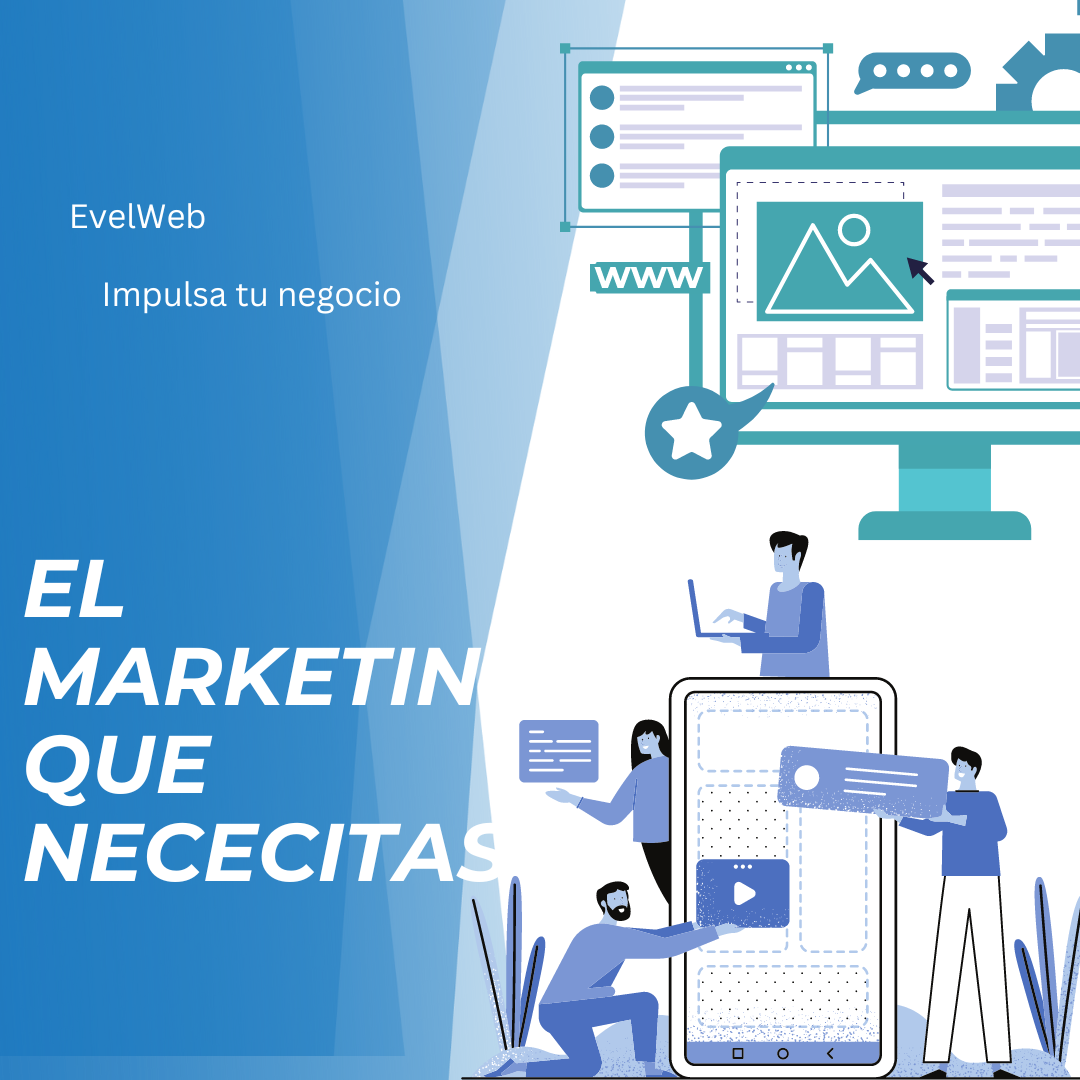 EvelWeb
Impulsa tu negocio
WWW
EL
MARKETIN
QUE
NECECITAS